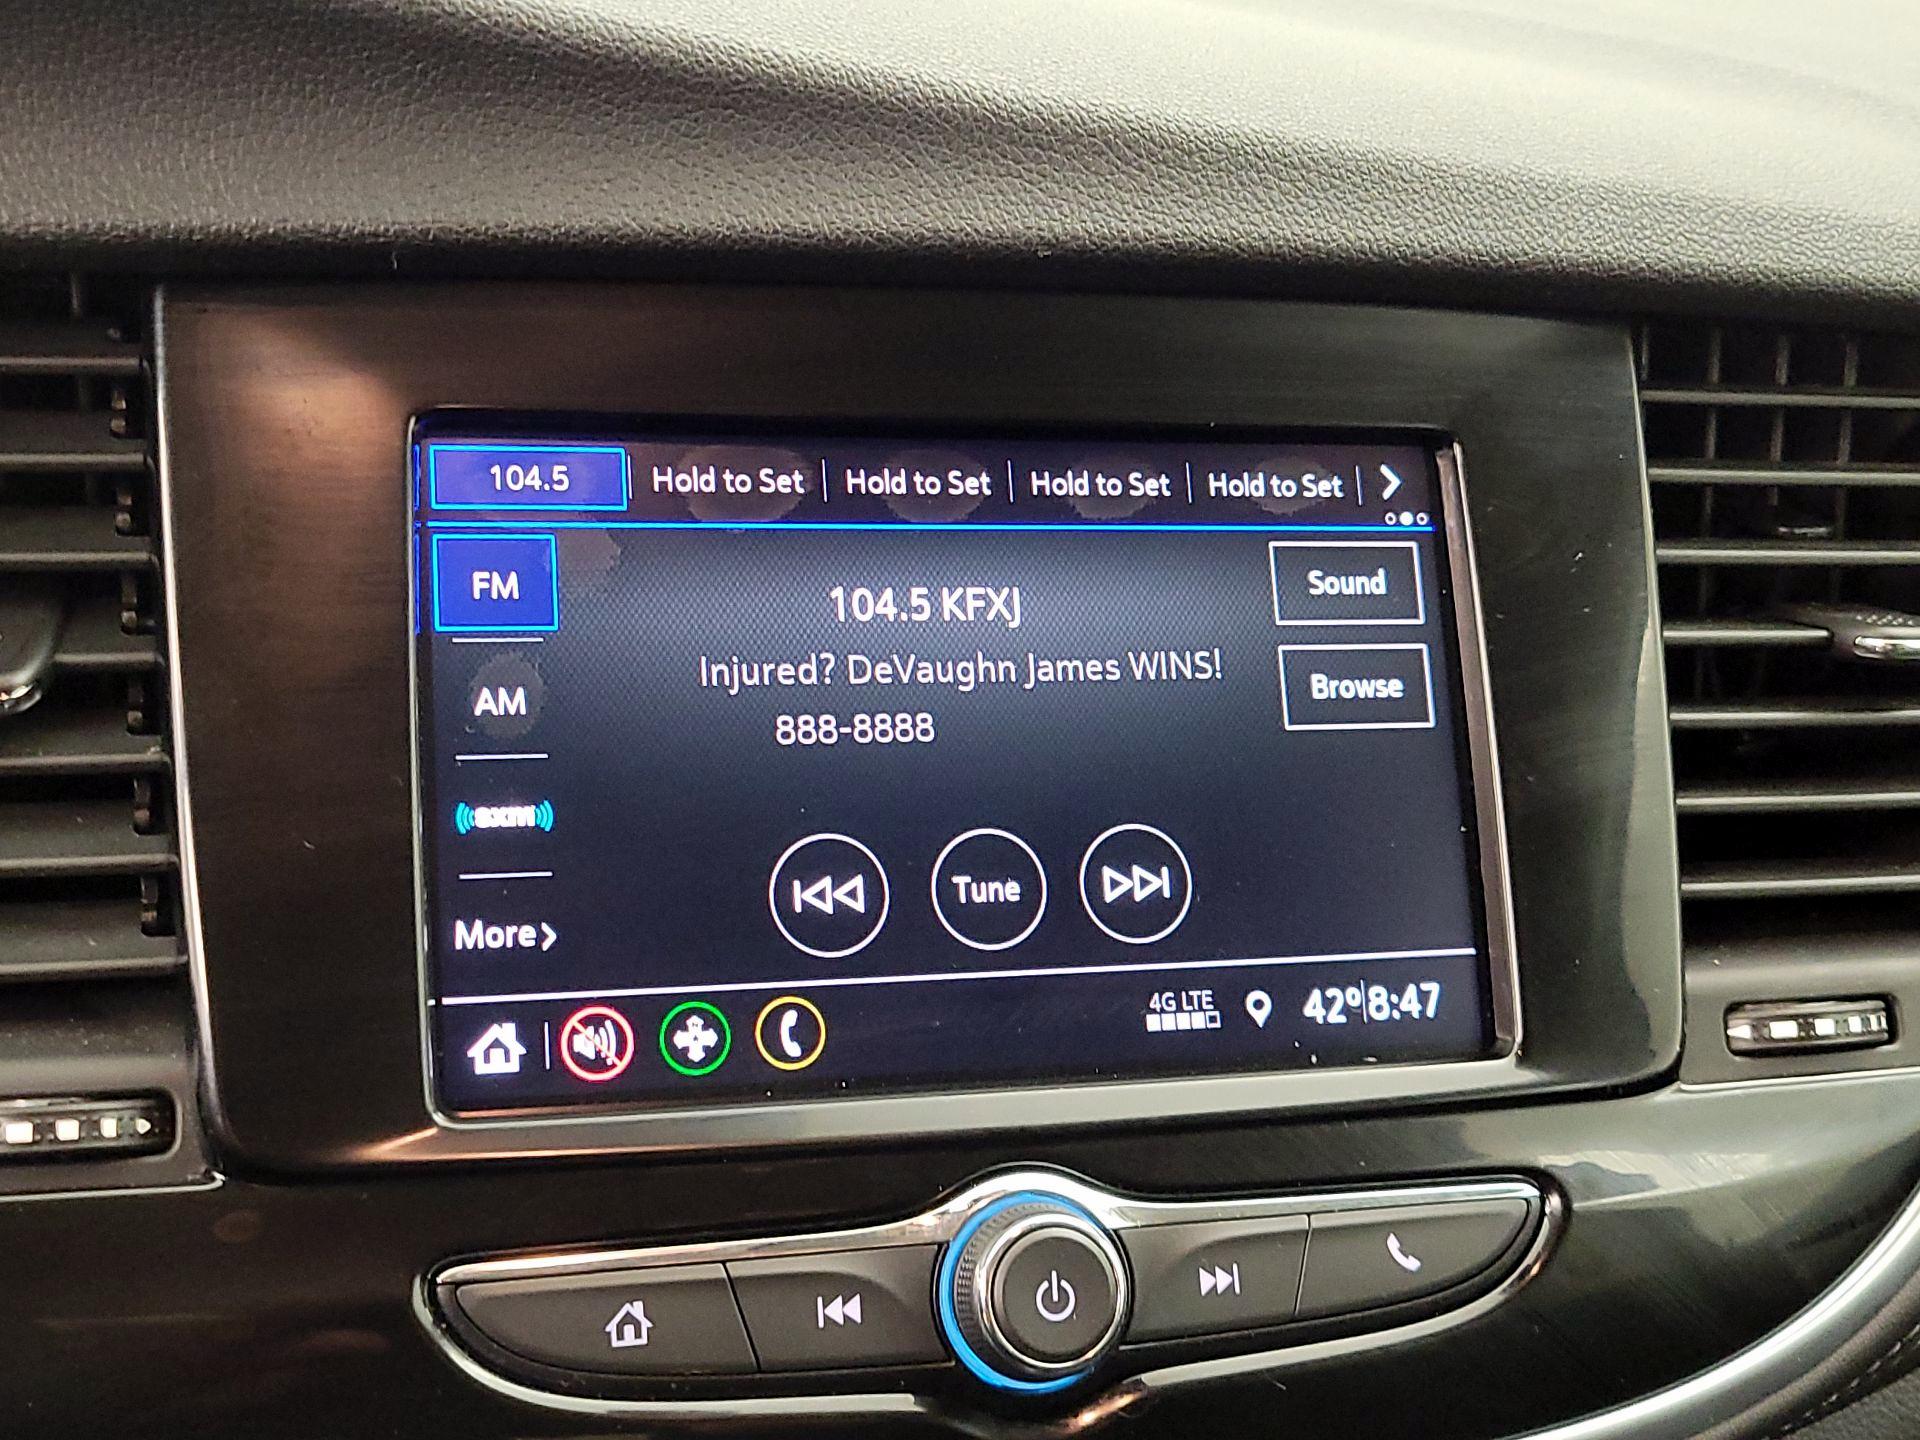 104.5 Hold to Set Hold to Set Hold to Set Hold to Set
FM
104.5 KFXJ
Sound
Injured? DeVaughn James WINS!
Browse
AM
888-8888
sxm
Tune
More
4G LTE
42° 8:47